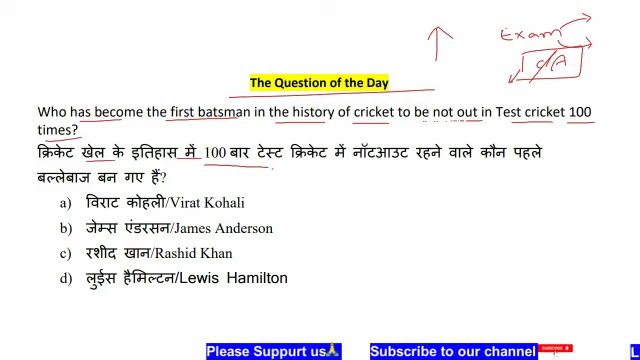 Exam
C/A
The Question of the Day
Who has become the first batsman in the history of cricket to be not out in Test cricket 100
times?
क्रिकेट खेल के इतिहास में 100 बार टेस्ट क्रिकेट में नॉटआउट रहने वाले कौन पहले
बल्लेबाज बन गए हैं?
a) विराट कोहली/Virat Kohali
b) जेम्स एंडरसन/James Anderson
c) रशीद खान/Rashid Khan
d) लुईस हैमिल्टन/Lewis Hamilton
Please Suppurt us🙏 Subscribe to our channel L